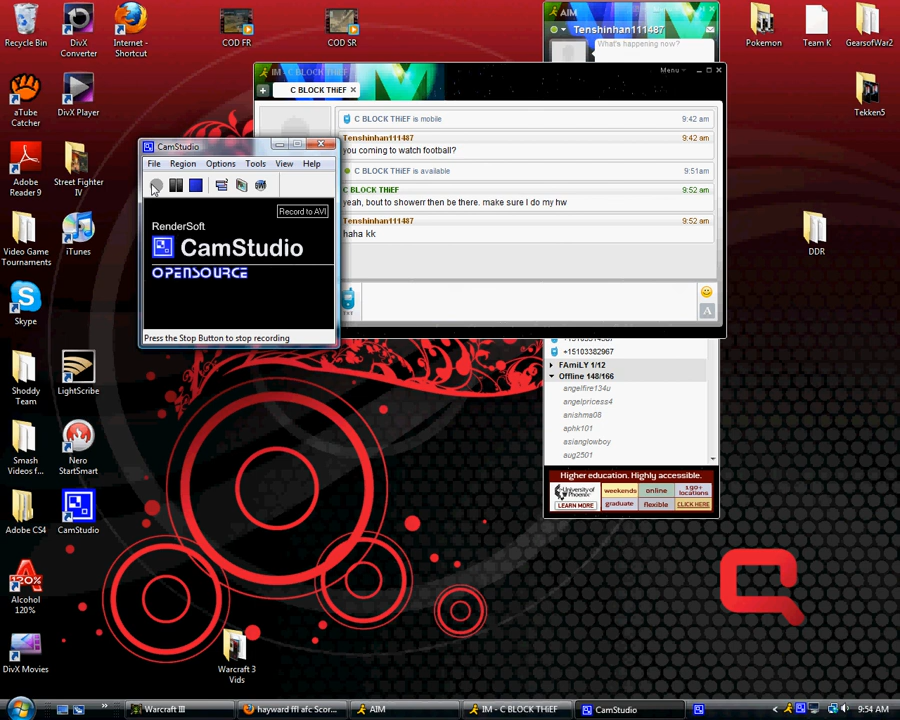 Recycle Bin
DivX Converter
Internet - Shortcut
COD FR
COD SR
AIM
Tenshinhan111487
What's happening now?
Pokemon
Team K
GearsofWar2
IM - C BLOCK THiEF
Menu
C BLOCK THiEF
C BLOCK THiEF is mobile
9:42 am
Tenshinhan111487
9:42 am
you coming to watch football?
C BLOCK THiEF is available
9:51am
C BLOCK THiEF
9:52 am
yeah, bout to showerr then be there. make sure I do my hw
Tenshinhan111487
9:52 am
haha kk
TXT
A
aTube Catcher
DivX Player
Tekken5
CamStudio
File Region Options Tools View Help
Record to AVI
RenderSoft
CamStudio
OPENSOURCE
Press the Stop Button to stop recording
Adobe Reader 9
Street Fighter IV
Video Game Tournaments
iTunes
DDR
Skype
Shoddy Team
LightScribe
Smash Videos f...
Nero StartSmart
Adobe CS4
CamStudio
Alcohol 120%
DivX Movies
Warcraft 3 Vids
+15103382967
FAmiLY 1/12
Offline 148/166
angelfire134u
angelpricess4
anishma08
aphk101
asianglowboy
aug2501
Higher education. Highly accessible.
University of Phoenix
LEARN MORE
weekends
online
190+ locations
graduate
flexible
CLICK HERE
Warcraft III
hayward ffl afc Scor...
AIM
IM - C BLOCK THiEF
CamStudio
9:54 AM